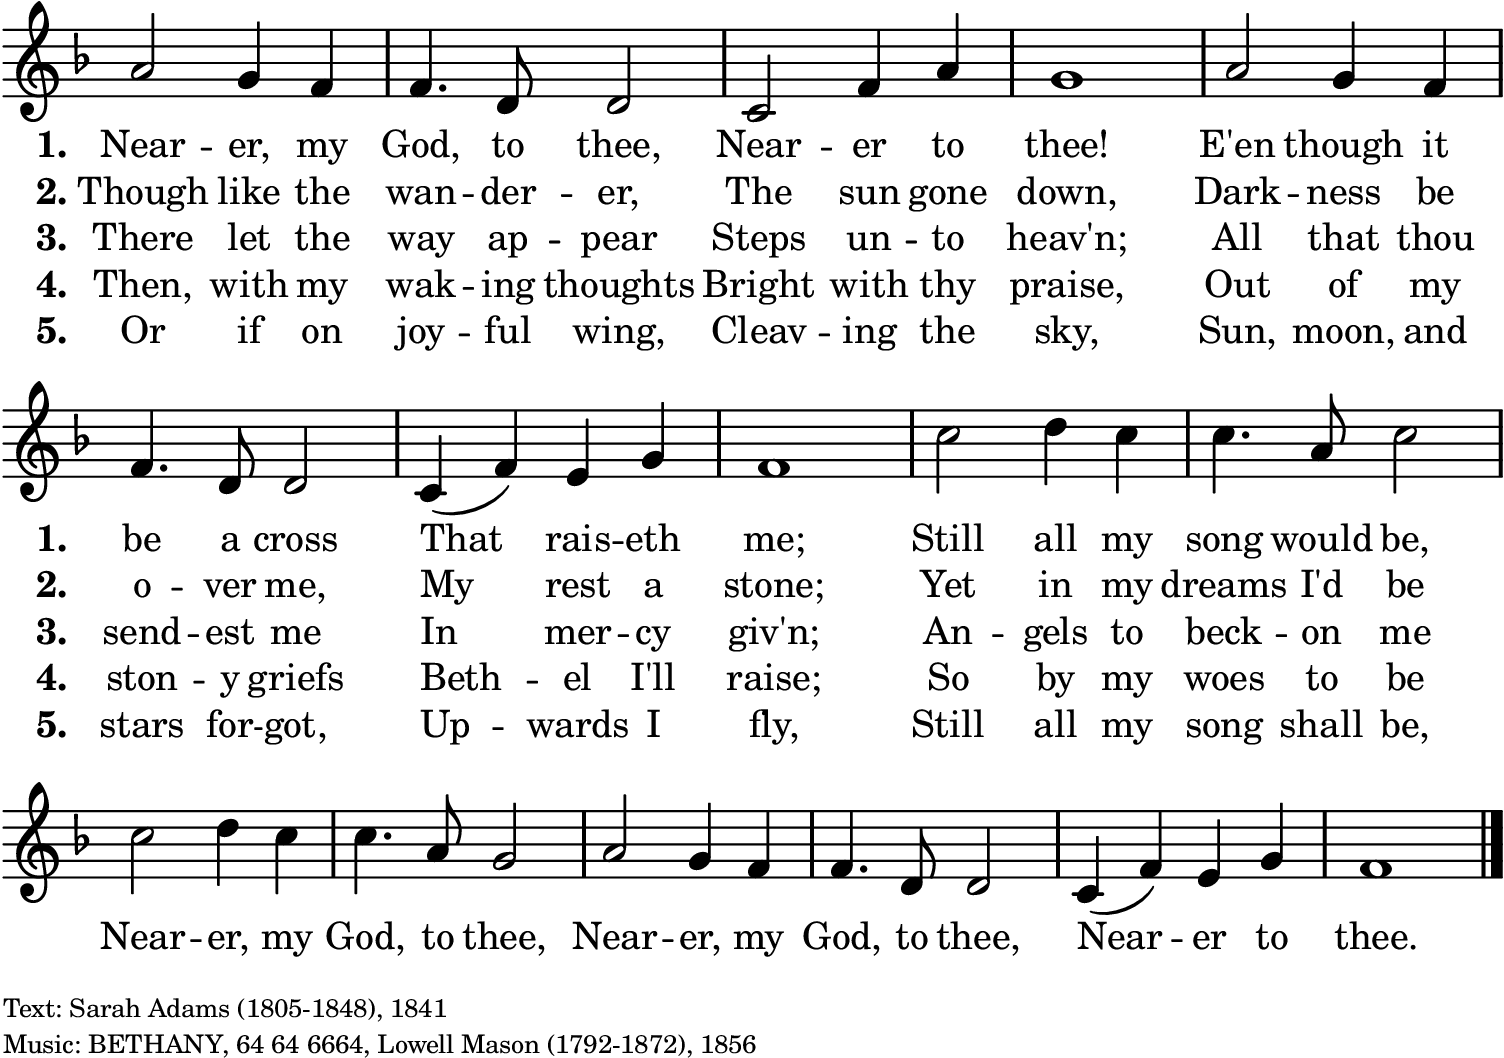 1. Near - er, my God, to thee, Near - er to thee! E'en though it
2. Though like the wan - der - er, The sun gone down, Dark - ness be
3. There let the way ap - pear Steps un - to heav'n; All that thou
4. Then, with my wak - ing thoughts Bright with thy praise, Out of my
5. Or if on joy - ful wing, Cleav - ing the sky, Sun, moon, and
1. be a cross That rais - eth me; Still all my song would be,
2. o - ver me, My rest a stone; Yet in my dreams I'd be
3. send - est me In mer - cy giv'n; An - gels to beck - on me
4. ston - y griefs Beth - el I'll raise; So by my woes to be
5. stars for - got, Up - wards I fly, Still all my song shall be,
Near - er, my God, to thee, Near - er, my God, to thee, Near - er to thee.
Text: Sarah Adams (1805-1848), 1841
Music: BETHANY, 64 64 6664, Lowell Mason (1792-1872), 1856